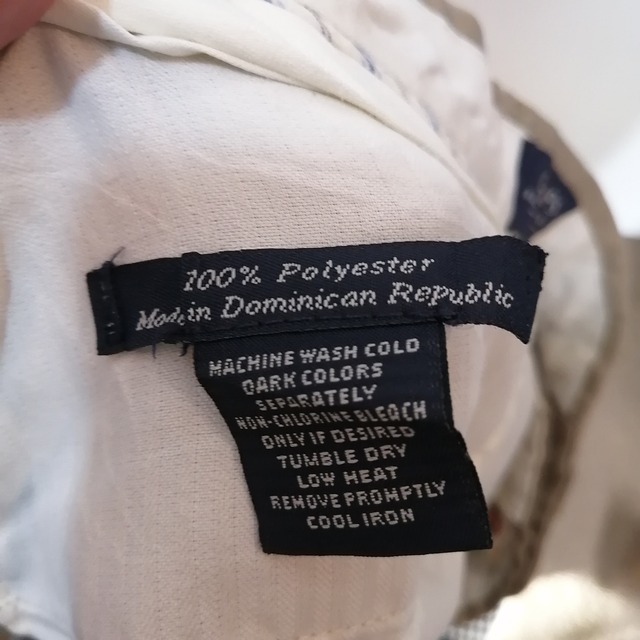 100% Polyester
Made in Dominican Republic
MACHINE WASH COLD
DARK COLORS
SEPARATELY
NON-CHLORINE BLEACH
ONLY IF DESIRED
TUMBLE DRY
LOW HEAT
REMOVE PROMPTLY
COOL IRON